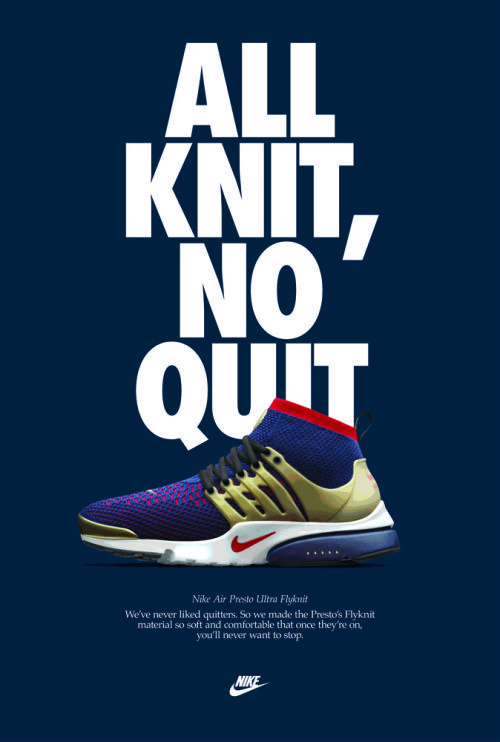 ALL
KNIT,
NO
QUIT
Nike Air Presto Ultra Flyknit
We've never liked quitters. So we made the Presto's Flyknit
material so soft and comfortable that once they're on,
you'll never want to stop.
NIKE